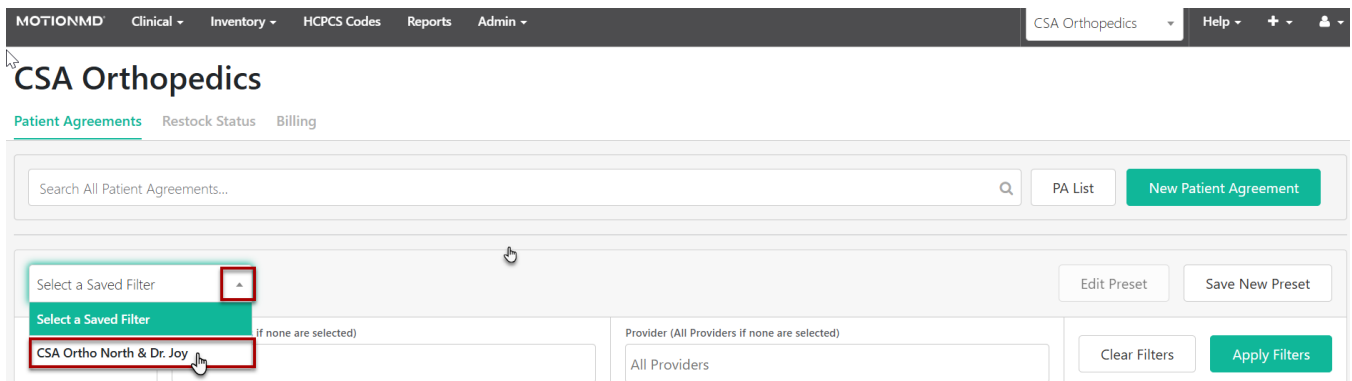 MOTIONMD Clinical Inventory HCPCS Codes Reports Admin CSA Orthopedics Help
CSA Orthopedics
Patient Agreements Restock Status Billing
Search All Patient Agreements... PA List New Patient Agreement
Select a Saved Filter Edit Preset Save New Preset
Select a Saved Filter
if none are selected) Provider (All Providers if none are selected)
CSA Ortho North & Dr. Joy All Providers Clear Filters Apply Filters